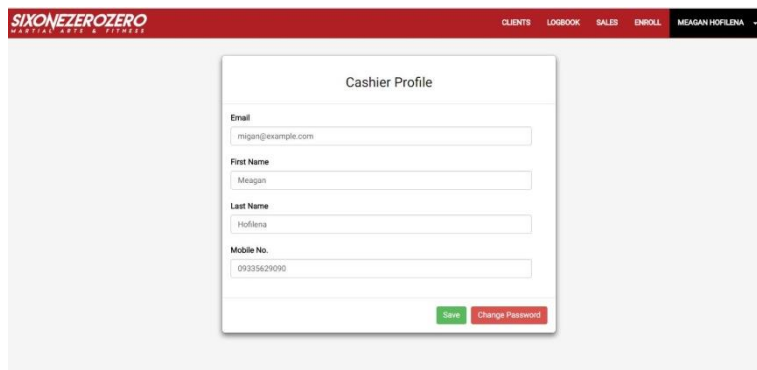 SIXONEZEROZERO
MARTIAL ARTS & FITNESS
CLIENTS LOGBOOK SALES ENROLL MEAGAN HOFILENA
Cashier Profile
Email
migan@example.com
First Name
Meagan
Last Name
Hofilena
Mobile No.
09335629090
Save Change Password